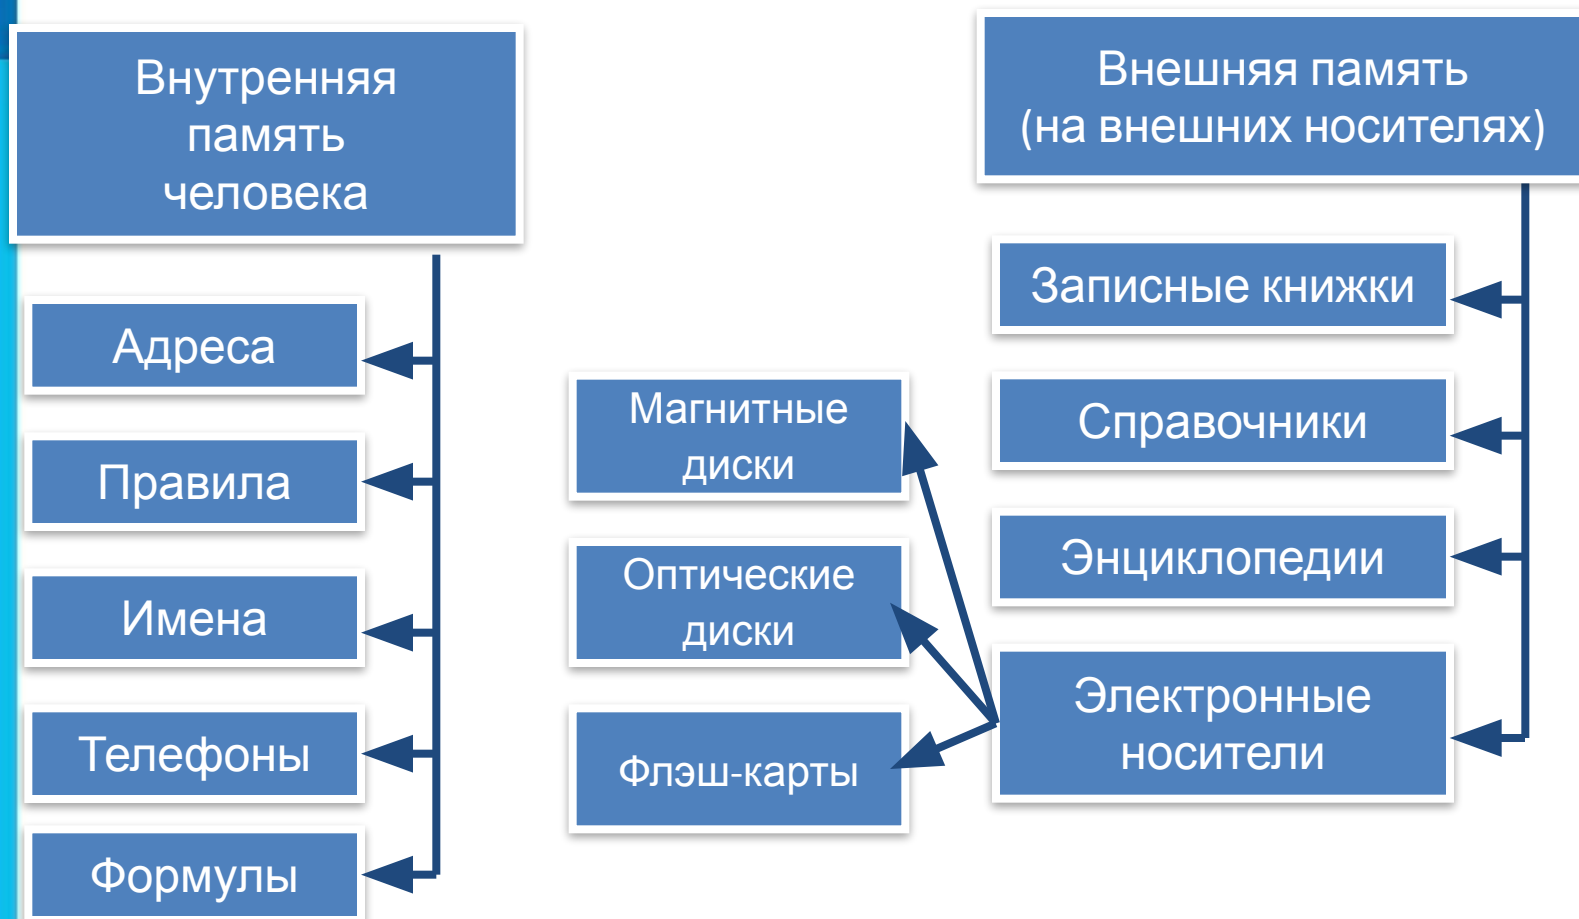 Внутренняя
память
человека
Адреса
Правила
Имена
Телефоны
Формулы
Внешняя память
(на внешних носителях)
Записные книжки
Справочники
Энциклопедии
Электронные
носители
Магнитные
диски
Оптические
диски
Флэш-карты